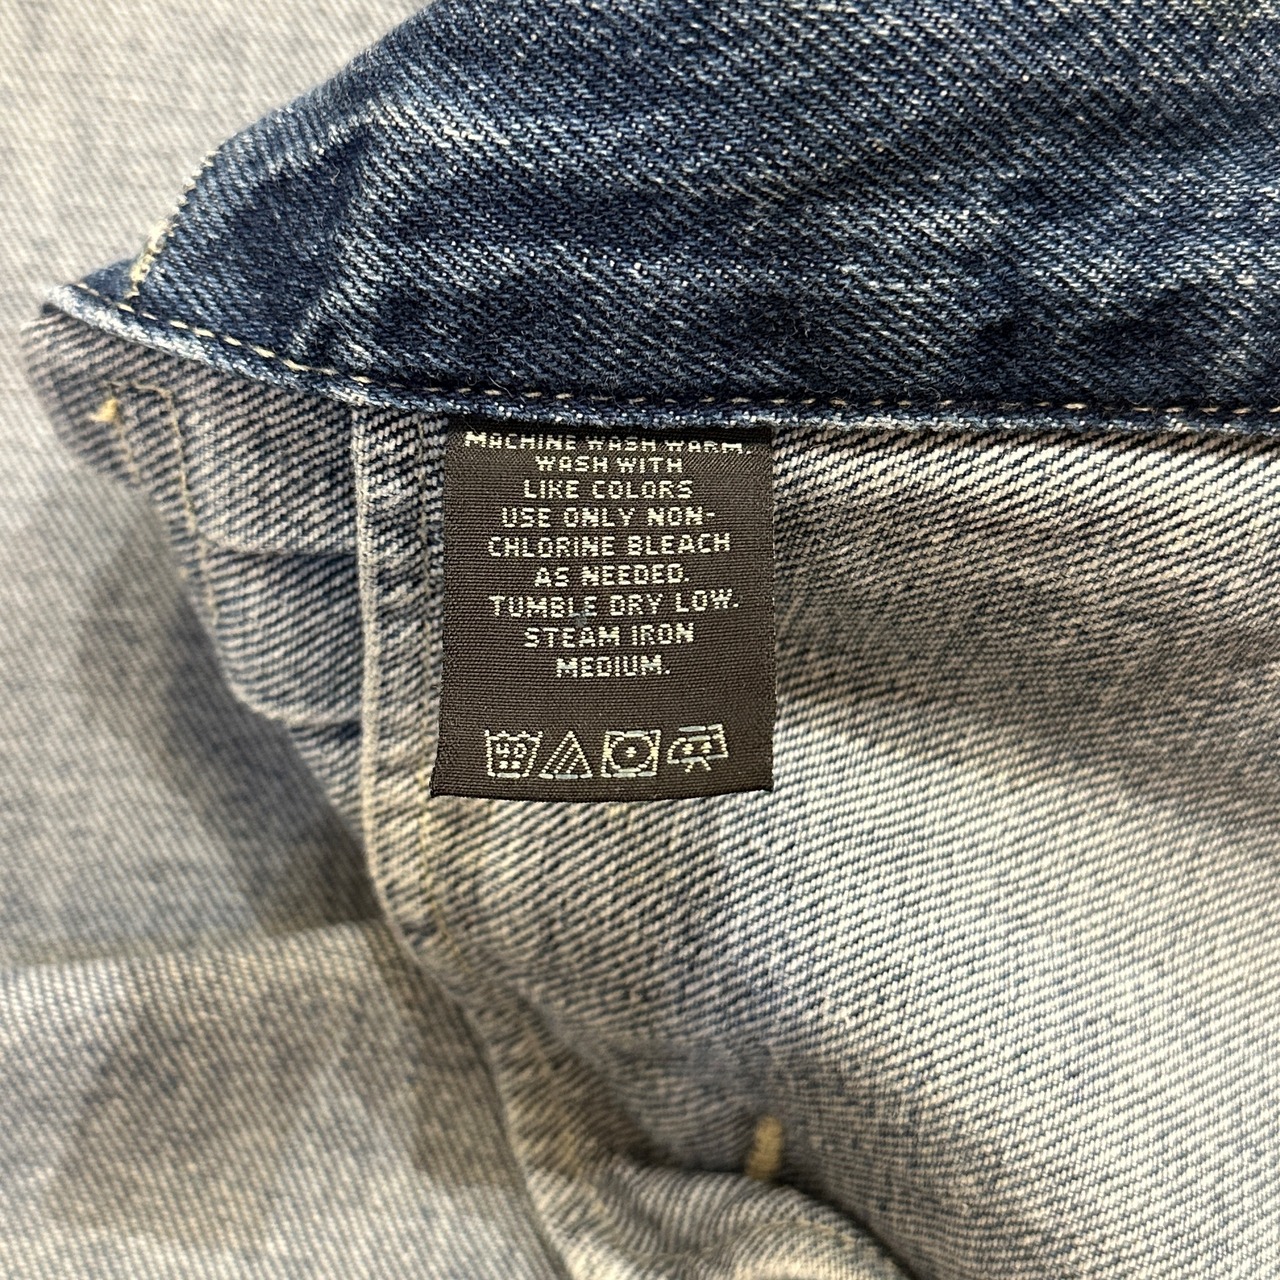 MACHINE WASH WARM.
WASH WITH
LIKE COLORS
USE ONLY NON-
CHLORINE BLEACH
AS NEEDED.
TUMBLE DRY LOW.
STEAM IRON
MEDIUM.
40